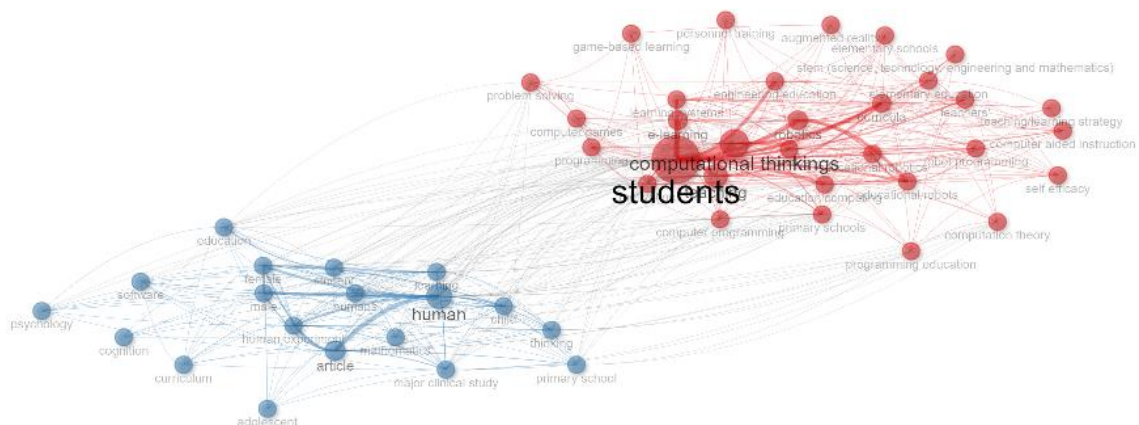 personnel training
augmented reality
game-based learning
elementary schools
stem (science, technology, engineering and mathematics)
problem solving
engineering education
elementary education
learning systems
curricula
teachers'
teaching/learning strategy
computer games
e-learning
robotics
computer aided instruction
programming
computational thinkings
educational robotics
robot programming
students
education computing
educational robots
self efficacy
computer programming
primary schools
computation theory
programming education
education
female
student
learning
software
male
humans
psychology
human
child
human experiment
thinking
cognition
mathematics
article
curriculum
major clinical study
primary school
adolescent